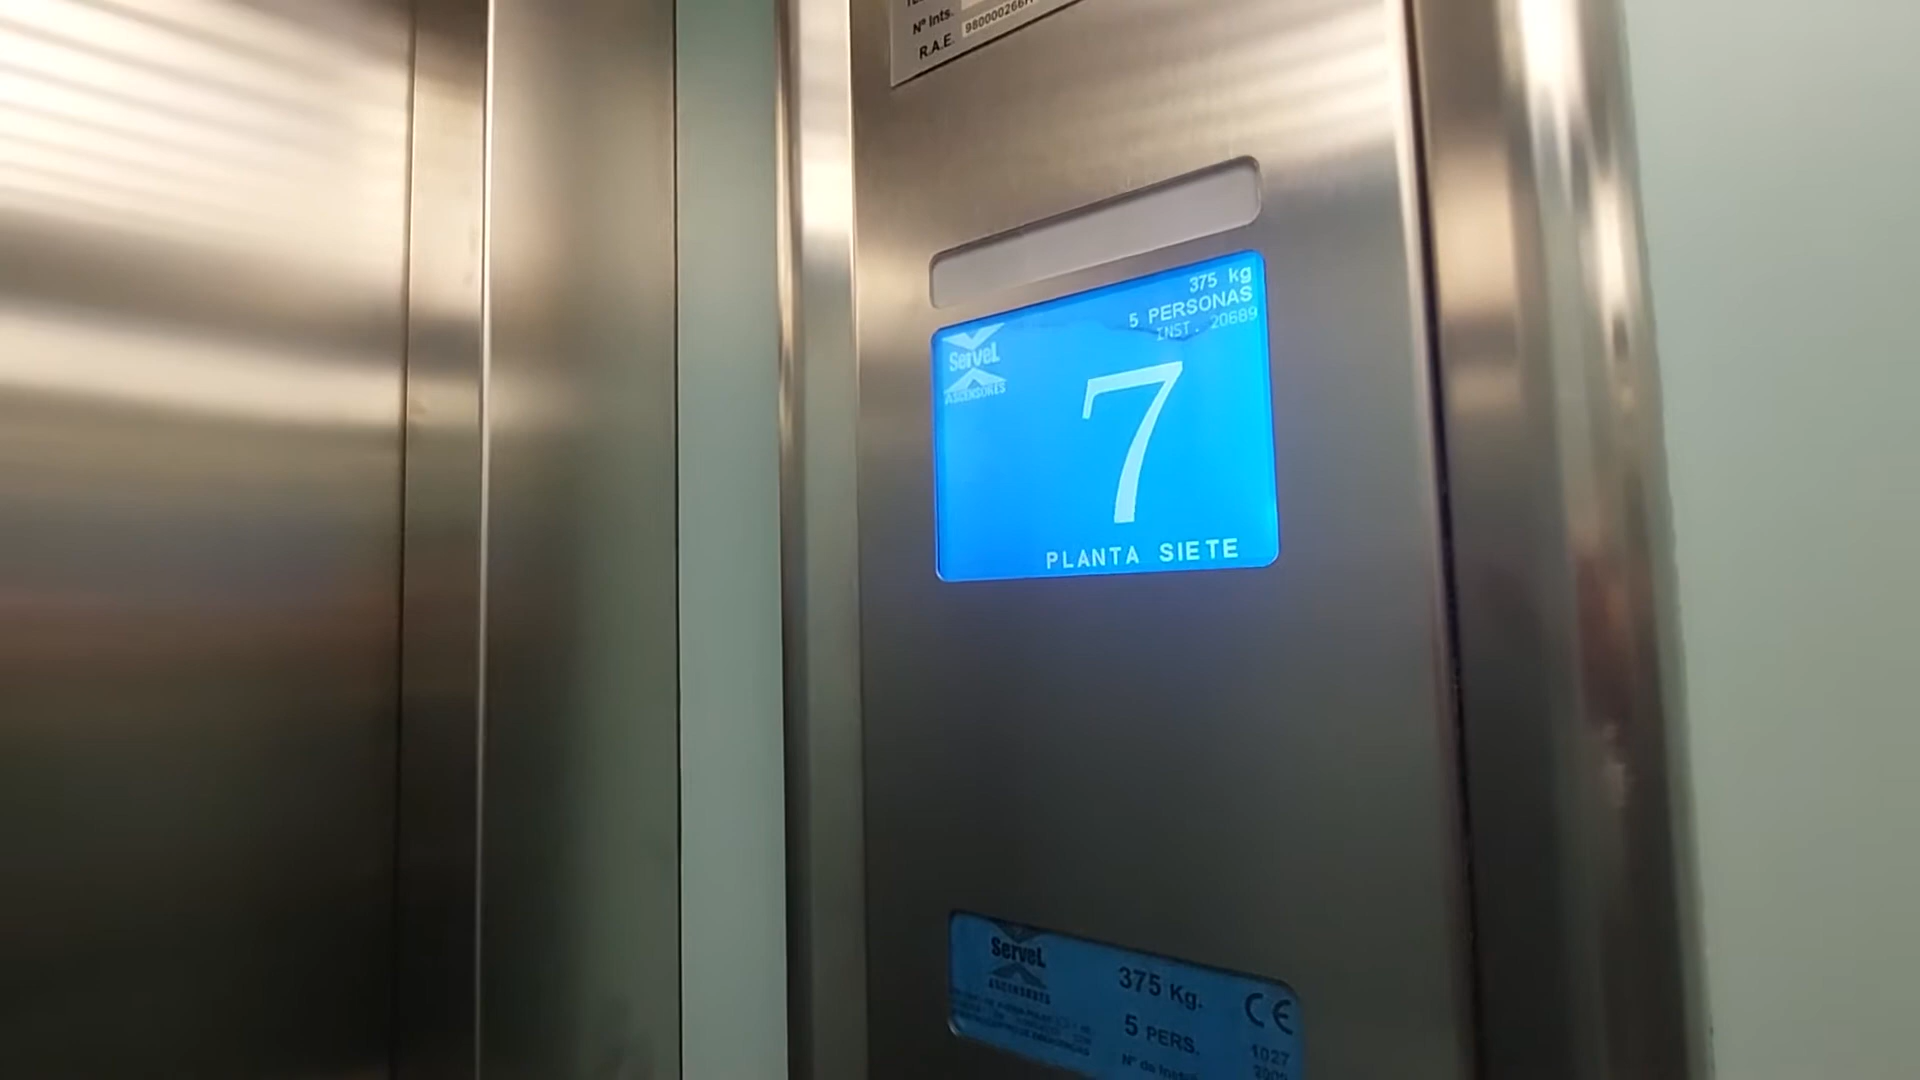 Nº Ints.
R.A.E.
375 kg
5 PERSONAS
INST. 20689
Servel
ASCENSORES
7
PLANTA SIETE
Servel
ASCENSORES
375 Kg.
5 PERS.
CE
1027